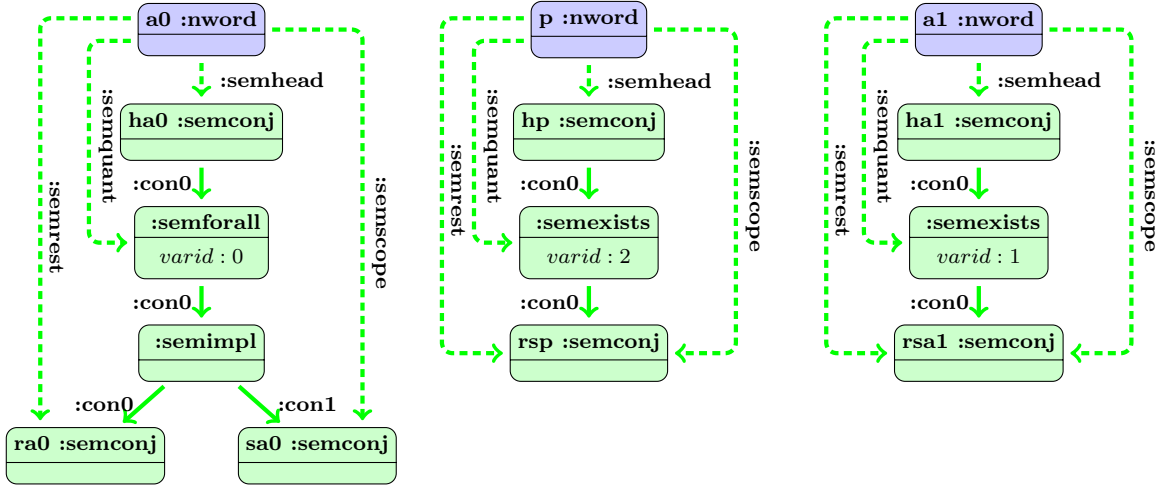 a0 :nword
:semhead
ha0 :semconj
:semquant
:con0
:semforall
varid : 0
:semrest
:semscope
:con0
:semimpl
:con0
:con1
ra0 :semconj
sa0 :semconj
p :nword
:semhead
hp :semconj
:semquant
:semrest
:con0
:semscope
:semexists
varid : 2
:con0
rsp :semconj
a1 :nword
:semhead
ha1 :semconj
:semquant
:semrest
:con0
:semscope
:semexists
varid : 1
:con0
rsa1 :semconj